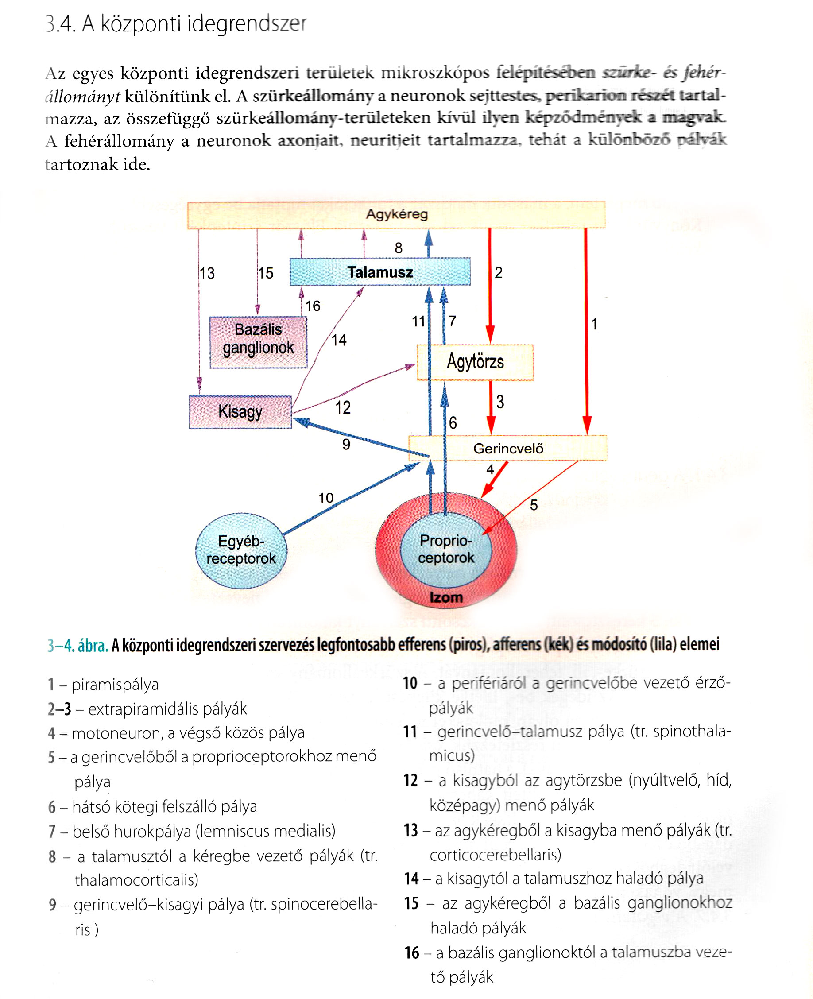 3.4. A központi idegrendszer
Az egyes központi idegrendszeri területek mikroszkópos felépítésében szürke- és fehér-
állományt különítünk el. A szürkeállomány a neuronok sejttestes, perikarion részét tartal-
mazza, az összefüggő szürkeállomány-területeken kívül ilyen képződmények a magvak.
A fehérállomány a neuronok axonjait, neuritjeit tartalmazza, tehát a különböző pályák
tartoznak ide.
Agykéreg
8
13
15
Talamusz
2
16
11
7
1
Bazális
ganglionok
14
Agytörzs
12
3
Kisagy
6
9
Gerincvelő
4
10
5
Egyéb-
receptorok
Proprio-
ceptorok
Izom
3–4. ábra. A központi idegrendszeri szervezés legfontosabb efferens (piros), afferens (kék) és módosító (lila) elemei
1 – piramispálya
2–3 – extrapiramidális pályák
4 – motoneuron, a végső közös pálya
5 – a gerincvelőből a proprioceptorokhoz menő
pálya
6 – hátsó kötegi felszálló pálya
7 – belső hurokpálya (lemniscus medialis)
8 – a talamusztól a kéregbe vezető pályák (tr.
thalamocorticalis)
9 – gerincvelő–kisagyi pálya (tr. spinocerebella-
ris )
10 – a perifériáról a gerincvelőbe vezető érző-
pályák
11 – gerincvelő–talamusz pálya (tr. spinothala-
micus)
12 – a kisagyból az agytörzsbe (nyúltvelő, híd,
középagy) menő pályák
13 – az agykéregből a kisagyba menő pályák (tr.
corticocerebellaris)
14 – a kisagytól a talamuszhoz haladó pálya
15 – az agykéregből a bazális ganglionokhoz
haladó pályák
16 – a bazális ganglionoktól a talamuszba veze-
tő pályák